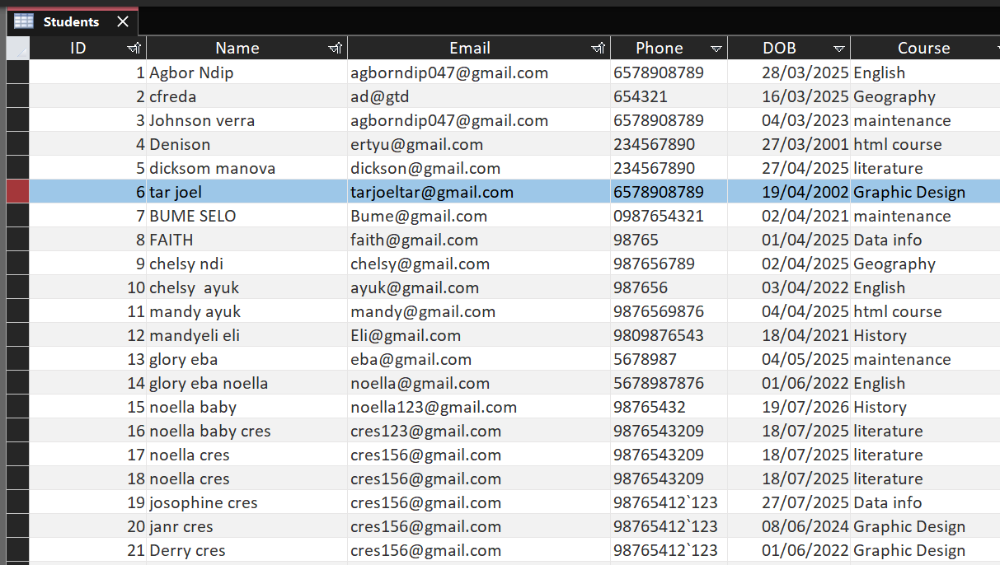 Students
ID Name Email Phone DOB Course
1 Agbor Ndip agborndip047@gmail.com 6578908789 28/03/2025 English
2 cfreda ad@gtd 654321 16/03/2025 Geography
3 Johnson verra agborndip047@gmail.com 6578908789 04/03/2023 maintenance
4 Denison ertyu@gmail.com 234567890 27/03/2001 html course
5 dicksom manova dickson@gmail.com 234567890 27/04/2025 literature
6 tar joel tarjoeltar@gmail.com 6578908789 19/04/2002 Graphic Design
7 BUME SELO Bume@gmail.com 0987654321 02/04/2021 maintenance
8 FAITH faith@gmail.com 98765 01/04/2025 Data info
9 chelsy ndi chelsy@gmail.com 987656789 02/04/2025 Geography
10 chelsy  ayuk ayuk@gmail.com 987656 03/04/2022 English
11 mandy ayuk mandy@gmail.com 9876569876 04/04/2025 html course
12 mandyeli eli Eli@gmail.com 9809876543 18/04/2021 History
13 glory eba eba@gmail.com 5678987 04/05/2025 maintenance
14 glory eba noella noella@gmail.com 5678987876 01/06/2022 English
15 noella baby noella123@gmail.com 98765432 19/07/2026 History
16 noella baby cres cres123@gmail.com 9876543209 18/07/2025 literature
17 noella cres cres156@gmail.com 9876543209 18/07/2025 literature
18 noella cres cres156@gmail.com 9876543209 18/07/2025 literature
19 josophine cres cres156@gmail.com 98765412`123 27/07/2025 Data info
20 janr cres cres156@gmail.com 98765412`123 08/06/2024 Graphic Design
21 Derry cres cres156@gmail.com 98765412`123 01/06/2022 Graphic Design